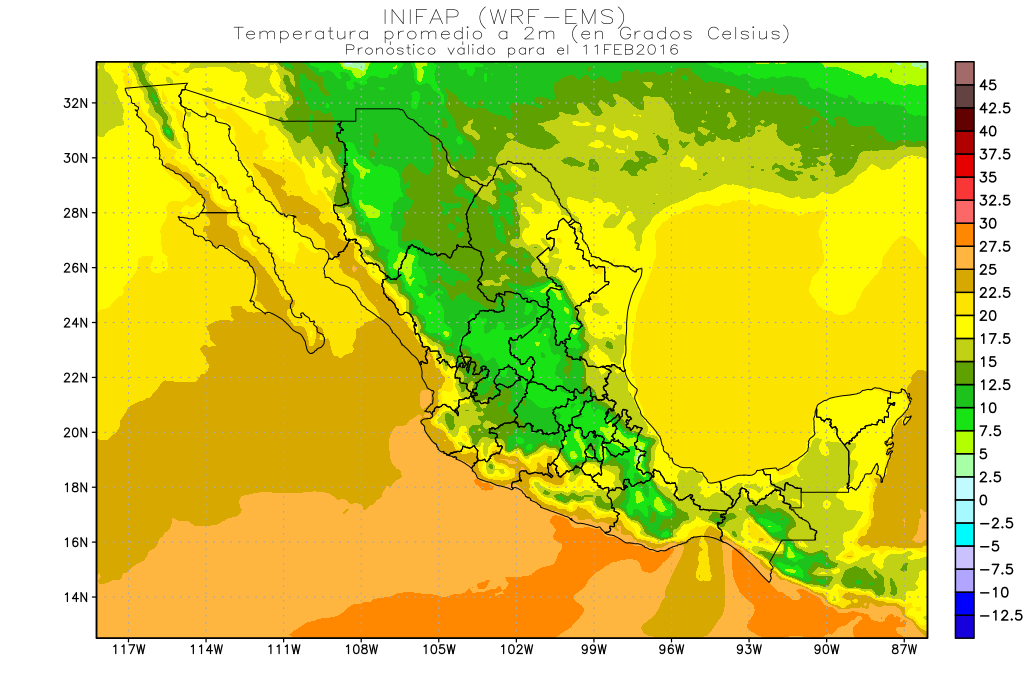 INIFAP (WRF-EMS)
Temperatura promedio a 2m (en Grados Celsius)
Pronóstico válido para el 11FEB2016
32N
30N
28N
26N
24N
22N
20N
18N
16N
14N
117W 114W 111W 108W 105W 102W 99W 96W 93W 90W 87W
45
42.5
40
37.5
35
32.5
30
27.5
25
22.5
20
17.5
15
12.5
10
7.5
5
2.5
0
-2.5
-5
-7.5
-10
-12.5